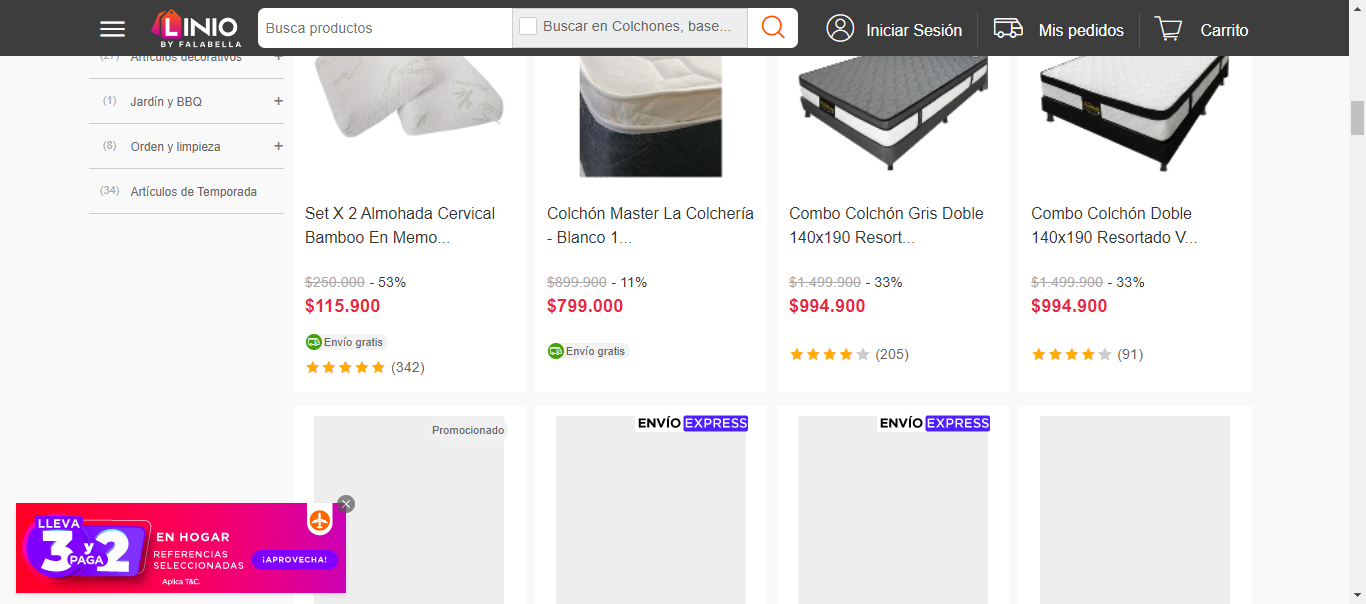 LINIO
BY FALABELLA
Busca productos
Buscar en Colchones, base...
Iniciar Sesión
Mis pedidos
Carrito
(27) Artículos decorativos +
(1) Jardín y BBQ +
(8) Orden y limpieza +
(34) Artículos de Temporada
Set X 2 Almohada Cervical
Bamboo En Memo...
$250.000 - 53%
$115.900
Envío gratis
(342)
Colchón Master La Colchería
- Blanco 1...
$899.900 - 11%
$799.000
Envío gratis
Combo Colchón Gris Doble
140x190 Resort...
$1.499.900 - 33%
$994.900
(205)
Combo Colchón Doble
140x190 Resortado V...
$1.499.900 - 33%
$994.900
(91)
Promocionado
ENVÍO EXPRESS
ENVÍO EXPRESS
LLEVA
3 y 2
PAGA
EN HOGAR
REFERENCIAS
SELECCIONADAS
Aplica T&C.
¡APROVECHA!